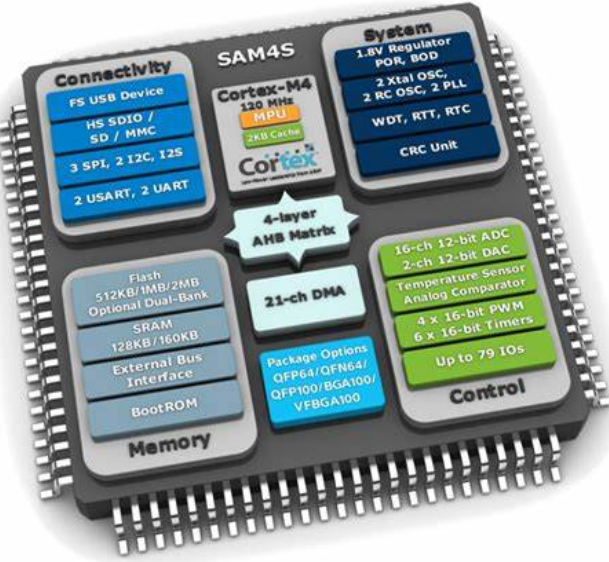 SAM4S
Connectivity
FS USB Device
HS SDIO /
SD / MMC
3 SPI, 2 I2C, I2S
2 USART, 2 UART
Cortex-M4
120 MHz
MPU
2KB Cache
Cortex
System
1.8V Regulator
POR, BOD
2 Xtal OSC,
2 RC OSC, 2 PLL
WDT, RTT, RTC
CRC Unit
4-layer
AHB Matrix
21-ch DMA
Flash
512KB/1MB/2MB
Optional Dual-Bank
SRAM
128KB/160KB
External Bus
Interface
BootROM
Memory
Package Options
QFP64/QFN64/
QFP100/BGA100/
VFBGA100
16-ch 12-bit ADC
2-ch 12-bit DAC
Temperature Sensor
Analog Comparator
4 x 16-bit PWM
6 x 16-bit Timers
Up to 79 IOs
Control